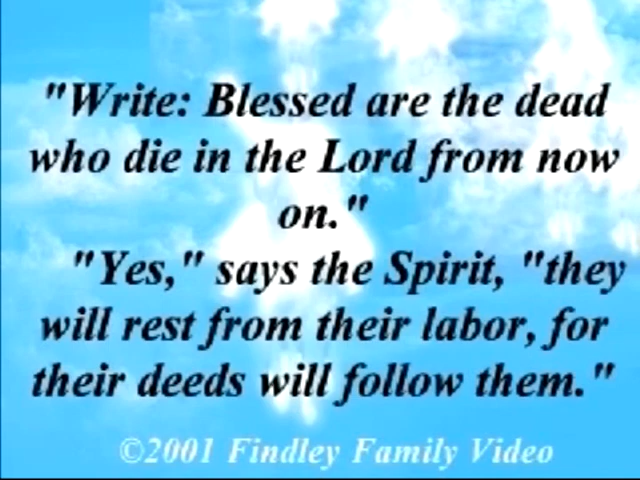 "Write: Blessed are the dead
who die in the Lord from now
on."
"Yes," says the Spirit, "they
will rest from their labor, for
their deeds will follow them."
©2001 Findley Family Video